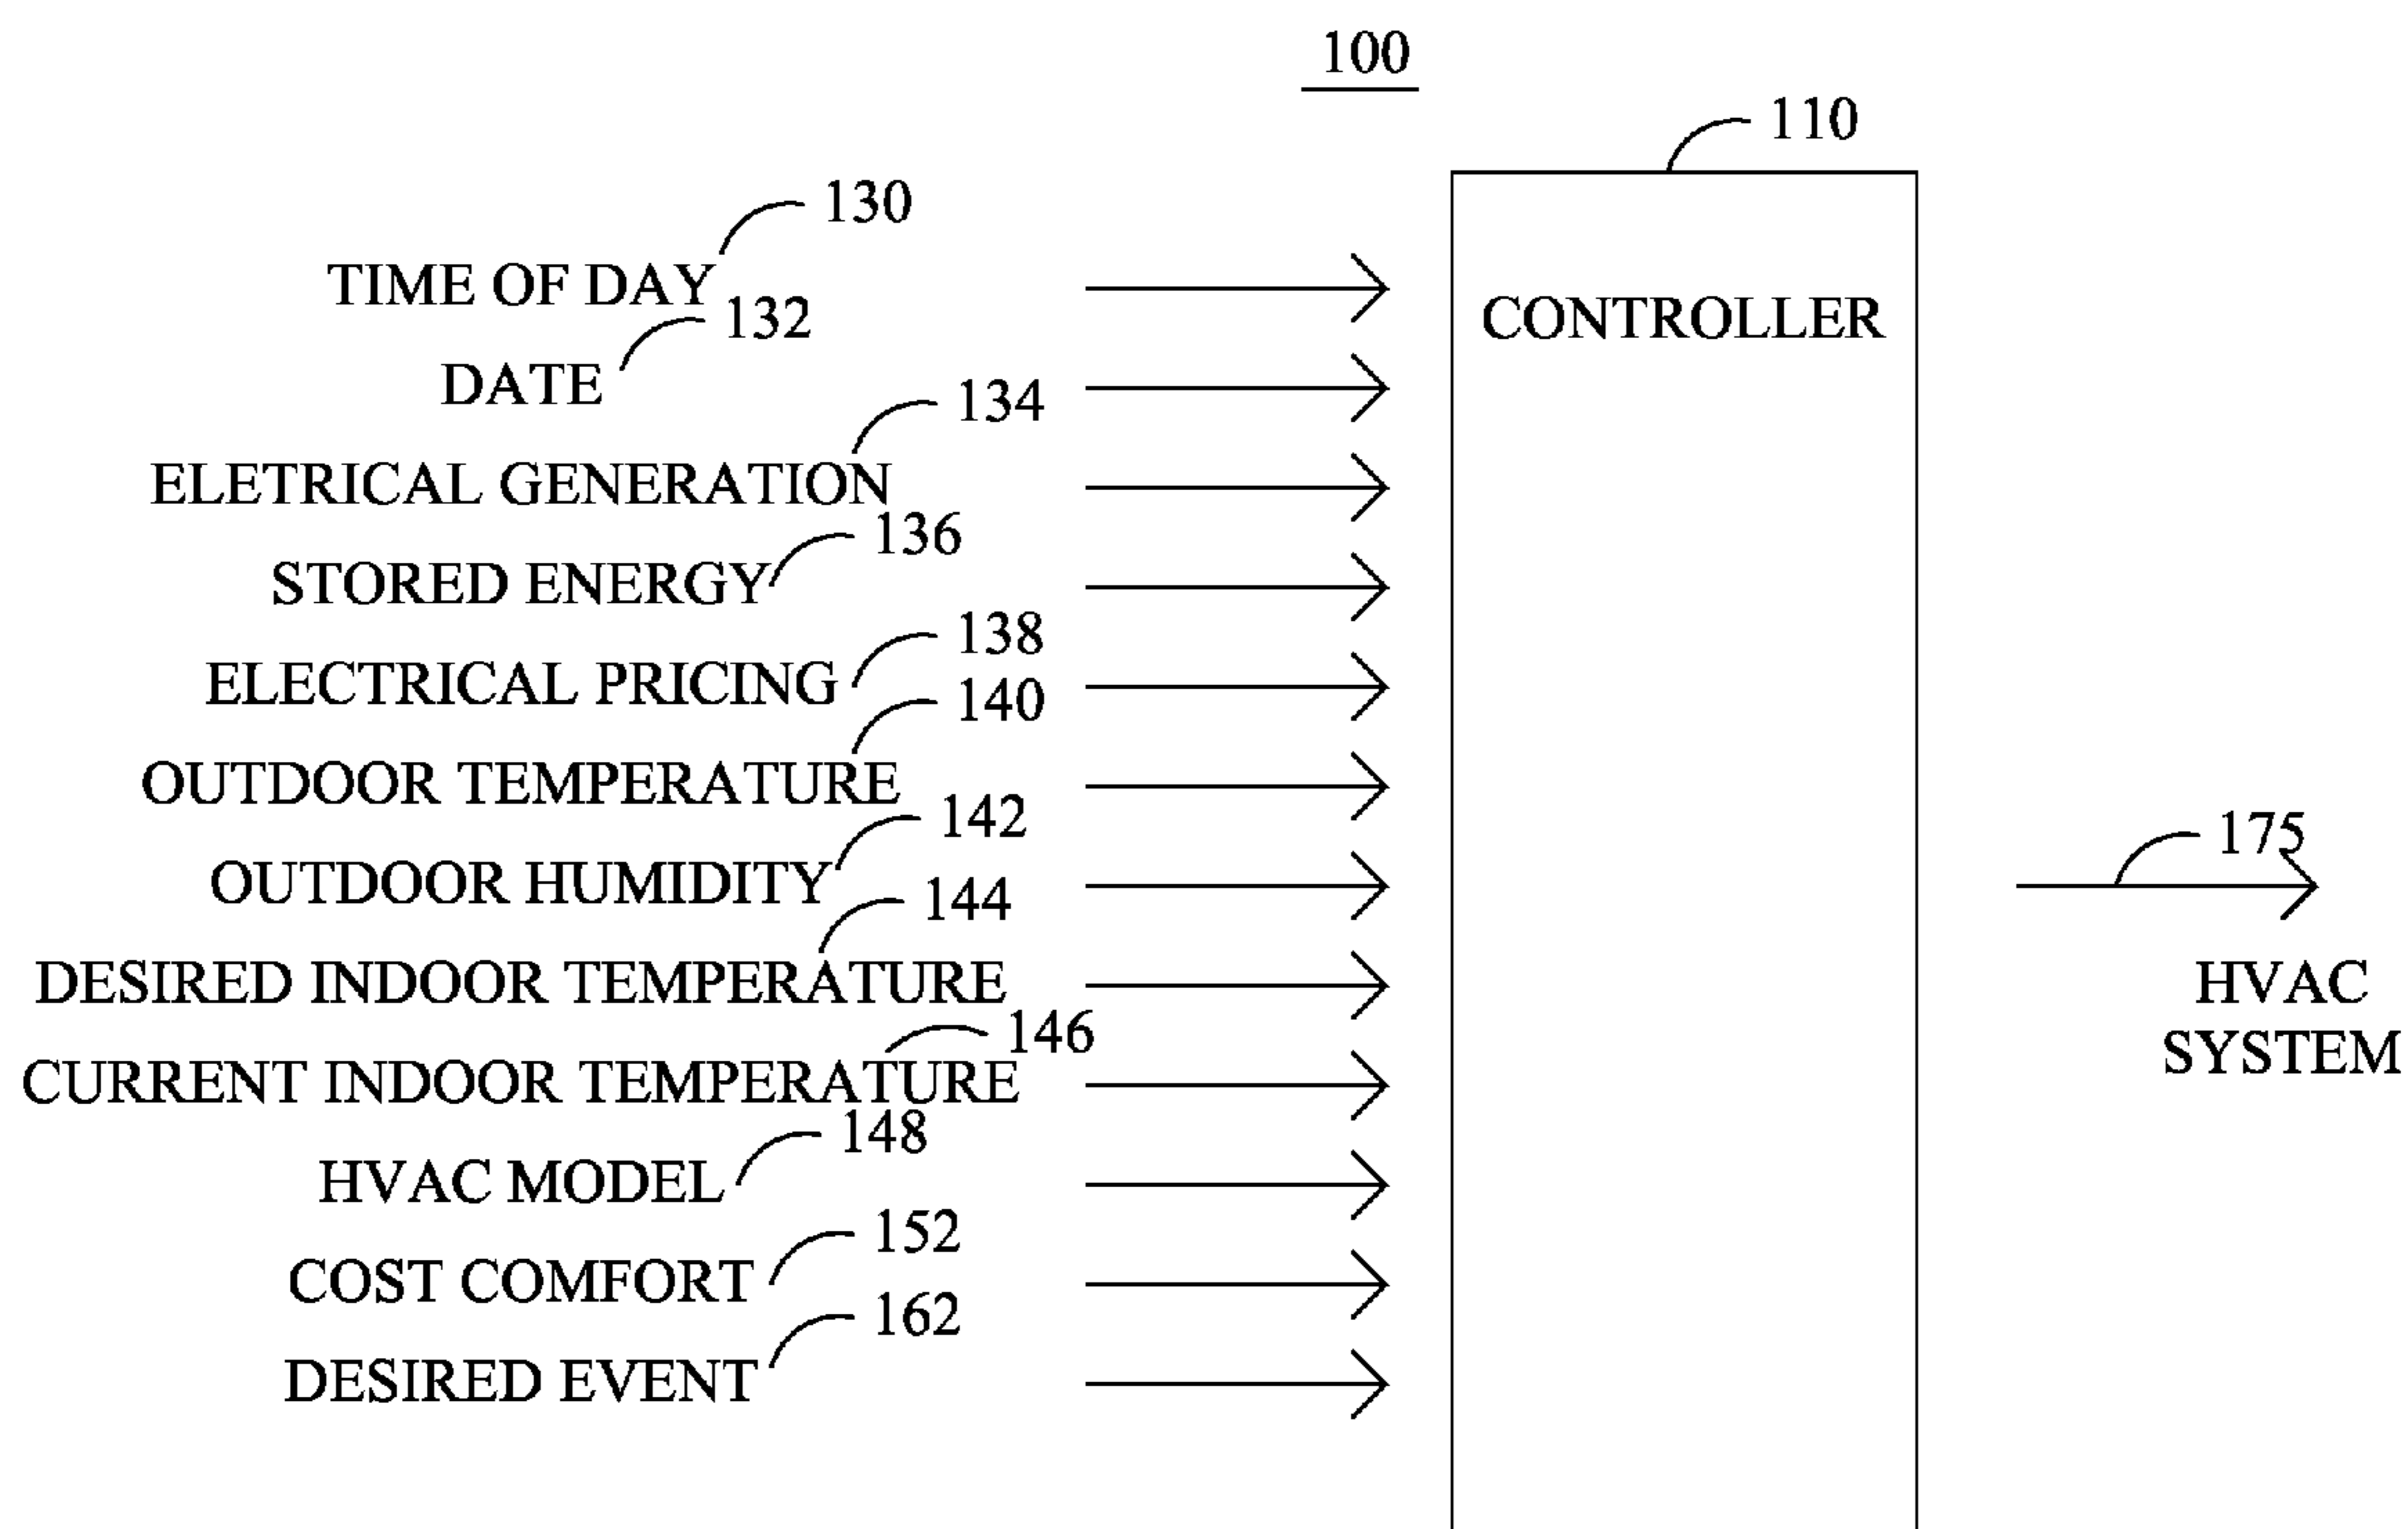 100
110
130
TIME OF DAY
CONTROLLER
132
DATE
134
ELETRICAL GENERATION
136
STORED ENERGY
138
ELECTRICAL PRICING
140
OUTDOOR TEMPERATURE
142
OUTDOOR HUMIDITY
175
144
DESIRED INDOOR TEMPERATURE
HVAC
SYSTEM
146
CURRENT INDOOR TEMPERATURE
148
HVAC MODEL
152
COST COMFORT
162
DESIRED EVENT